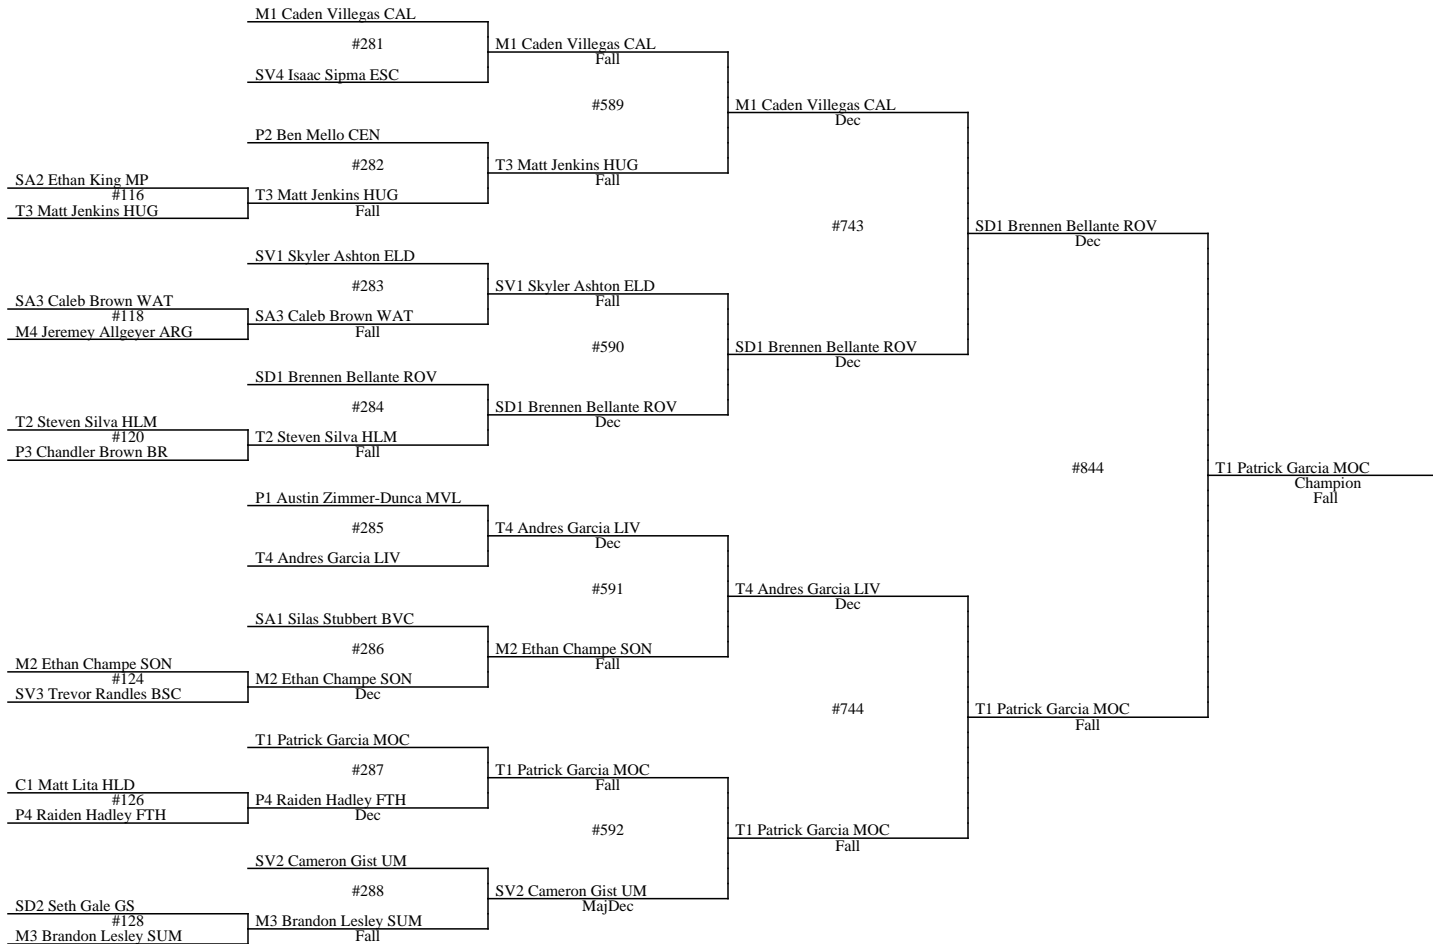 M1 Caden Villegas CAL
#281
M1 Caden Villegas CAL
Fall
SV4 Isaac Sipma ESC
#589
M1 Caden Villegas CAL
Dec
P2 Ben Mello CEN
#282
T3 Matt Jenkins HUG
Fall
SA2 Ethan King MP
#116
T3 Matt Jenkins HUG
T3 Matt Jenkins HUG
Fall
#743
SD1 Brennen Bellante ROV
Dec
SV1 Skyler Ashton ELD
#283
SV1 Skyler Ashton ELD
Fall
SA3 Caleb Brown WAT
#118
M4 Jeremey Allgeyer ARG
SA3 Caleb Brown WAT
Fall
#590
SD1 Brennen Bellante ROV
Dec
SD1 Brennen Bellante ROV
#284
SD1 Brennen Bellante ROV
Dec
T2 Steven Silva HLM
#120
P3 Chandler Brown BR
T2 Steven Silva HLM
Fall
#844
T1 Patrick Garcia MOC
Champion
Fall
P1 Austin Zimmer-Dunca MVL
#285
T4 Andres Garcia LIV
Dec
T4 Andres Garcia LIV
#591
T4 Andres Garcia LIV
Dec
SA1 Silas Stubbert BVC
#286
M2 Ethan Champe SON
Fall
M2 Ethan Champe SON
#124
SV3 Trevor Randles BSC
M2 Ethan Champe SON
Dec
#744
T1 Patrick Garcia MOC
Fall
T1 Patrick Garcia MOC
#287
T1 Patrick Garcia MOC
Fall
C1 Matt Lita HLD
#126
P4 Raiden Hadley FTH
P4 Raiden Hadley FTH
Dec
#592
T1 Patrick Garcia MOC
Fall
SV2 Cameron Gist UM
#288
SV2 Cameron Gist UM
MajDec
SD2 Seth Gale GS
#128
M3 Brandon Lesley SUM
M3 Brandon Lesley SUM
Fall